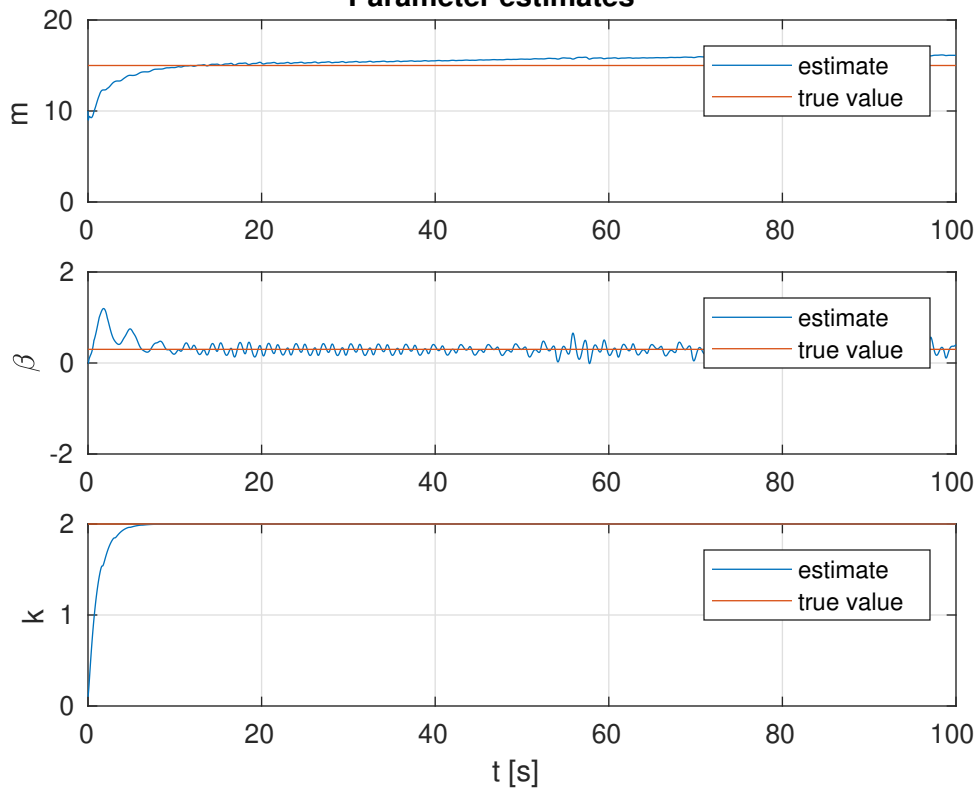 Parameter estimates
20
10
0
m
estimate
true value
0 20 40 60 80 100
2
0
-2
β
estimate
true value
0 20 40 60 80 100
2
1
0
k
estimate
true value
0 20 40 60 80 100
t [s]